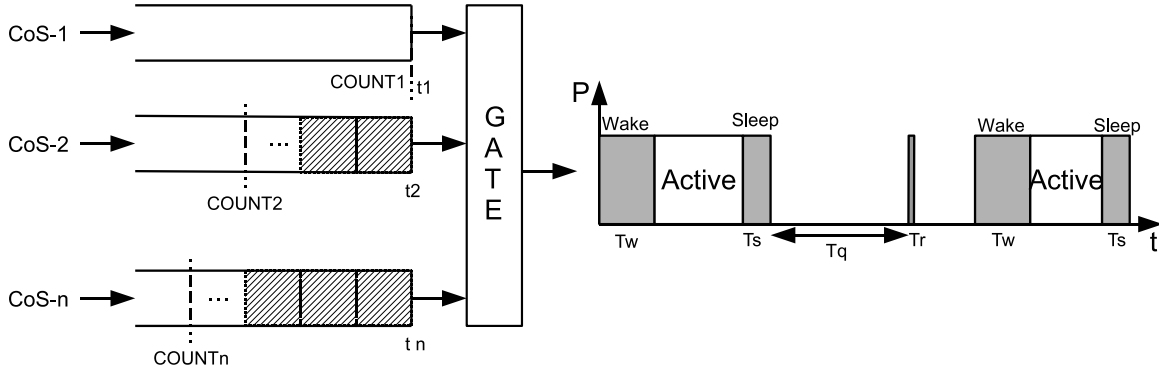 CoS-1
COUNT1
t1
CoS-2
...
t2
COUNT2
CoS-n
...
t n
COUNTn
G
A
T
E
P
Wake
Sleep
Wake
Sleep
Active
Active
Tw
Ts
Tq
Tr
Tw
Ts
t